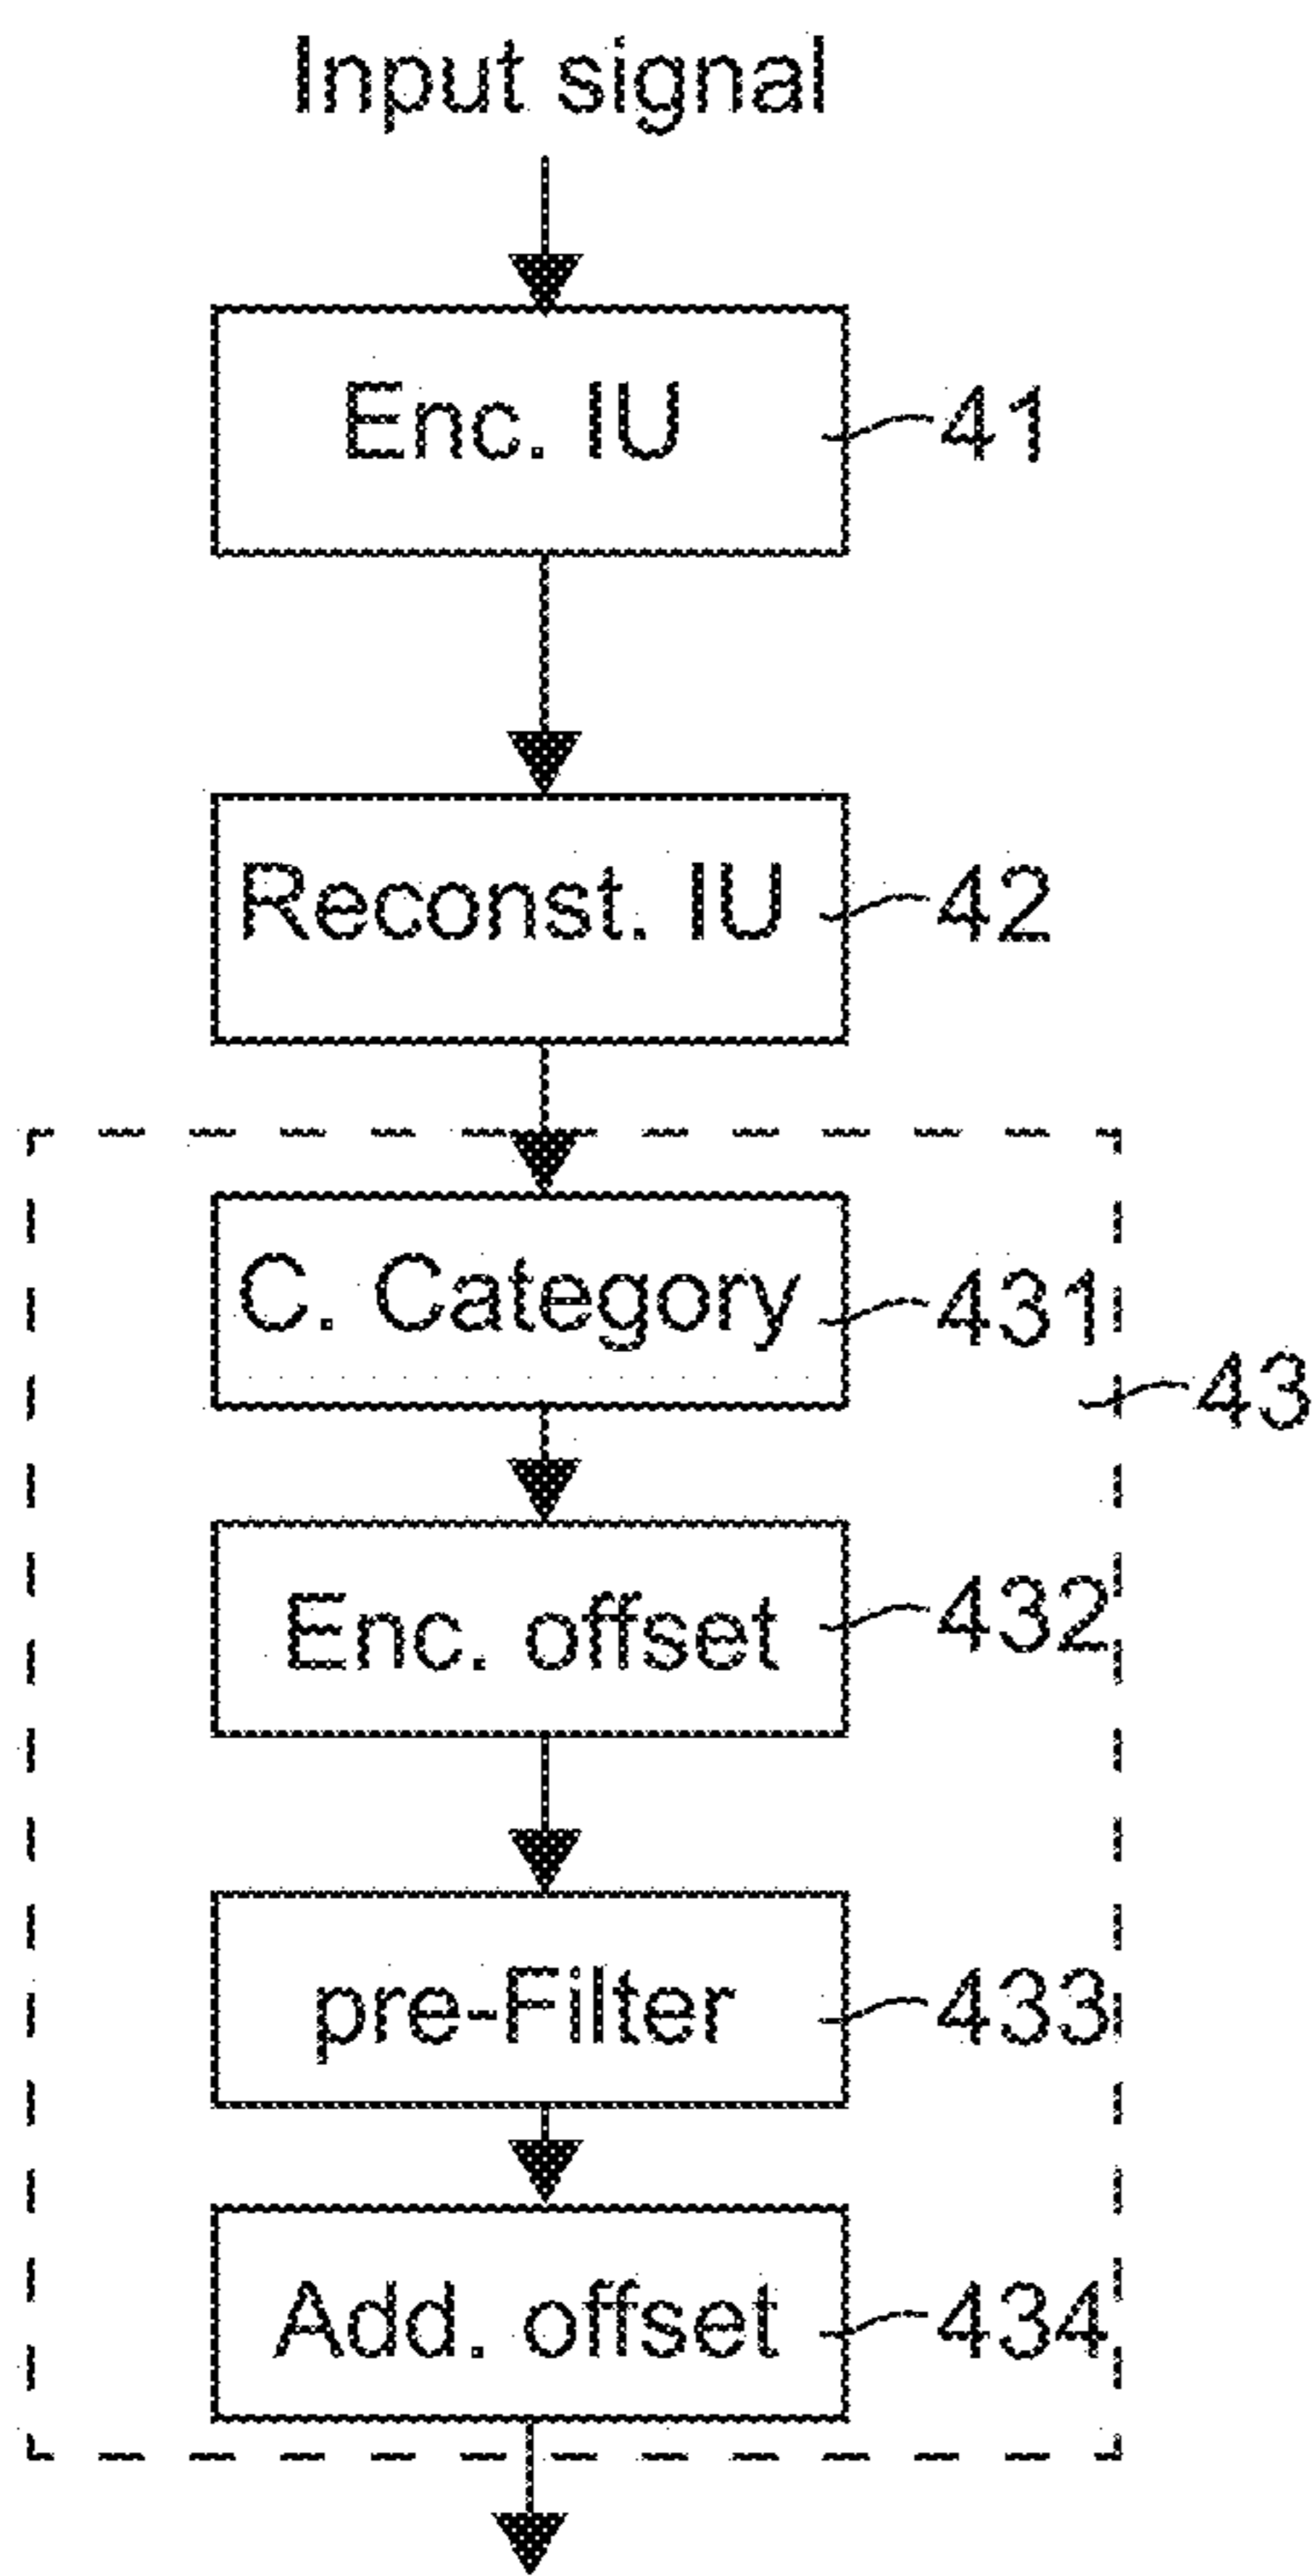 Input signal
Enc. IU
41
Reconst. IU
42
C. Category
431
43
Enc. offset
432
pre-Filter
433
Add. offset
434